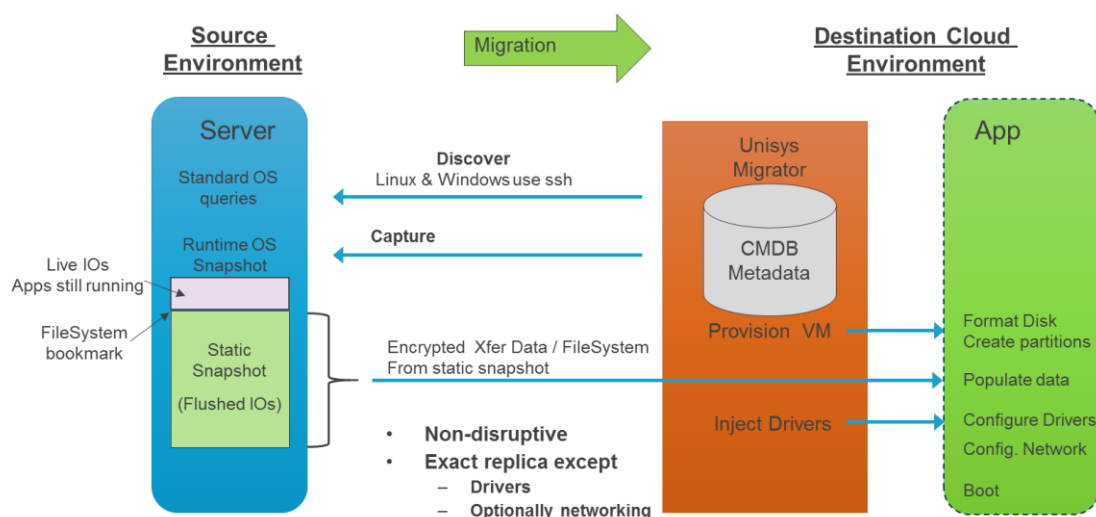 Source
Environment
Migration
Destination Cloud
Environment
Server
Standard OS
queries
Runtime OS
Snapshot
Live IOs
Apps still running
FileSystem
bookmark
Static
Snapshot
(Flushed IOs)
Discover
Linux & Windows use ssh
Capture
Encrypted Xfer Data / FileSystem
From static snapshot
• Non-disruptive
• Exact replica except
– Drivers
– Optionally networking
Unisys
Migrator
CMDB
Metadata
Provision VM
Inject Drivers
App
Format Disk
Create partitions
Populate data
Configure Drivers
Config. Network
Boot